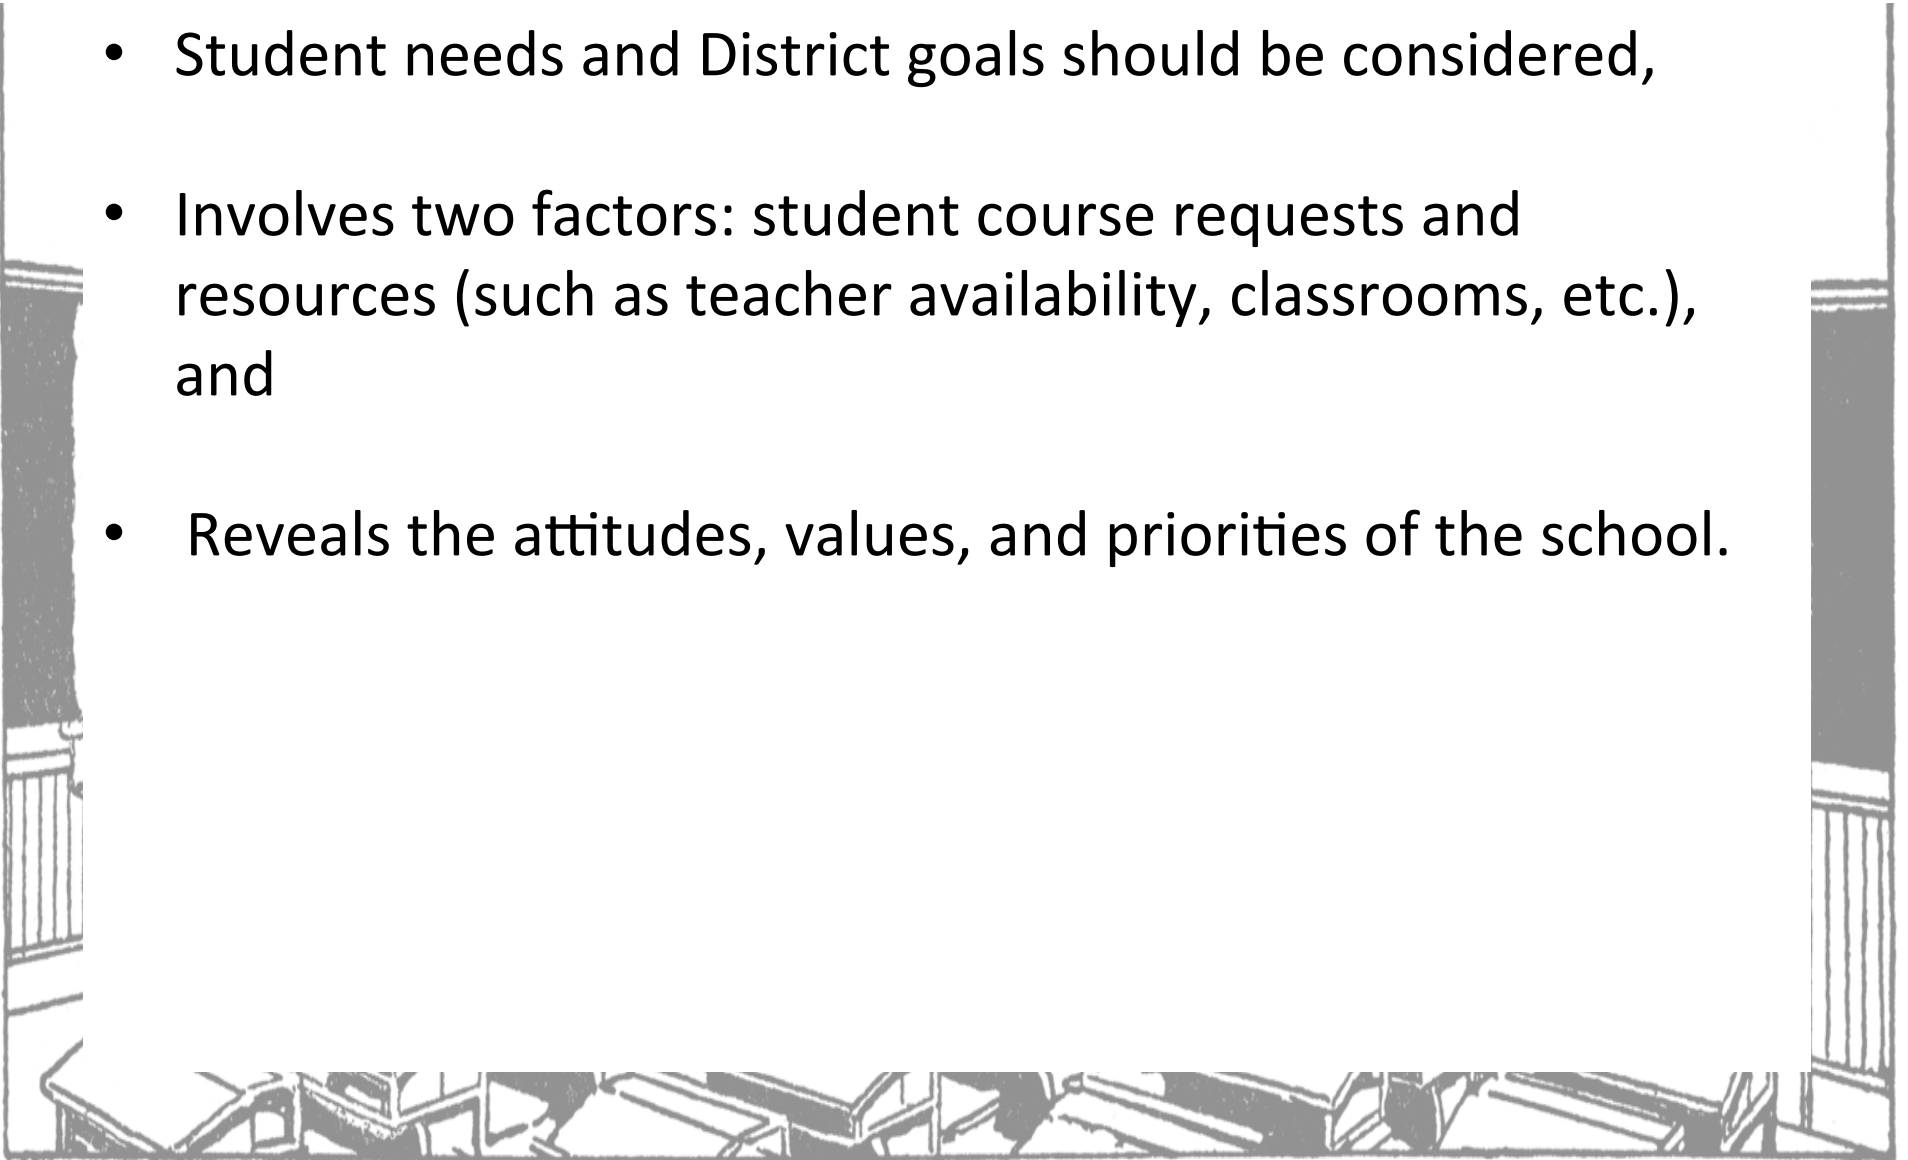 • Student needs and District goals should be considered,
• Involves two factors: student course requests and
resources (such as teacher availability, classrooms, etc.),
and
• Reveals the attitudes, values, and priorities of the school.